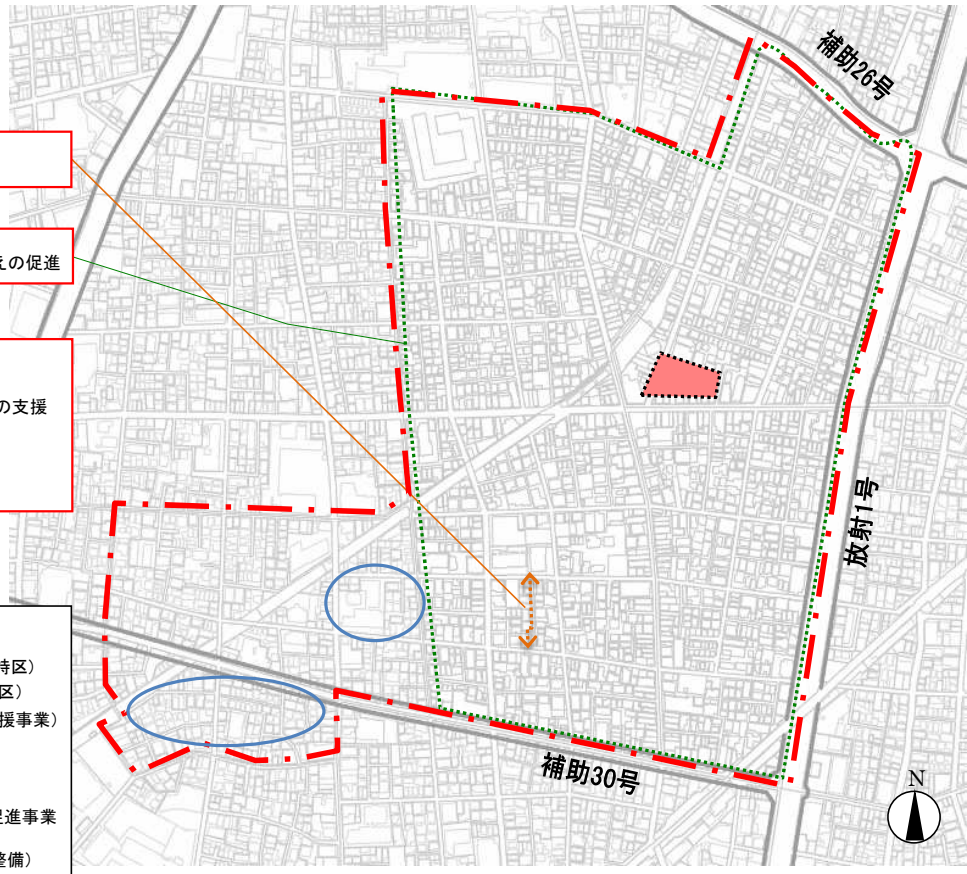 補助26号
えの促進
の支援
放射1号
特区)
区)
援事業)
補助30号
促進事業
整備)
N